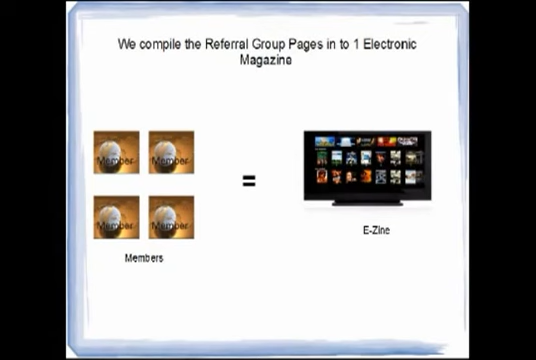 We compile the Referral Group Pages in to 1 Electronic
Magazine
Member
Member
=
Member
Member
Members
E-Zine